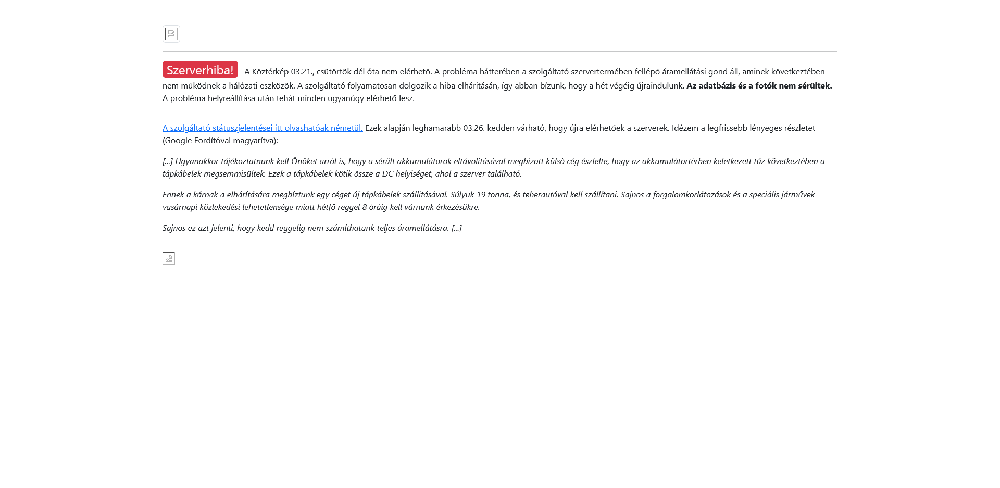 Szerverhiba! A Köztérkép 03.21., csütörtök dél óta nem elérhető. A probléma hátterében a szolgáltató szervertermében fellépő áramellátási gond áll, aminek következtében
nem működnek a hálózati eszközök. A szolgáltató folyamatosan dolgozik a hiba elháritásán, így abban bízunk, hogy a hét végéig újraindulunk. Az adatbázis és a fotók nem sérültek.
A probléma helyreállítása után tehát minden ugyanúgy elérhető lesz.
A szolgáltató státuszjelentései itt olvashatóak németül. Ezek alapján leghamarabb 03.26. kedden várható, hogy újra elérhetőek a szerverek. Idézem a legfrissebb lényeges részletet
(Google Fordítóval magyarítva):
[...] Ugyanakkor tájékoztatnunk kell Önöket arról is, hogy a sérült akkumulátorok eltávolításával megbízott külső cég észlelte, hogy az akkumulátortérben keletkezett tűz következtében a
tápkábelek megsemmisültek. Ezek a tápkábelek kötik össze a DC helyiséget, ahol a szerver található.
Ennek a kárnak a elhárítására megbíztunk egy céget új tápkábelek szállításával. Súlyuk 19 tonna, és teherautóval kell szállítani. Sajnos a forgalomkorlátozások és a speciális járművek
vasárnapi közlekedési lehetetlensége miatt hétfő reggel 8 óráig kell várnunk érkezésükre.
Sajnos ez azt jelenti, hogy kedd reggelig nem számíthatunk teljes áramellátásra. [...]